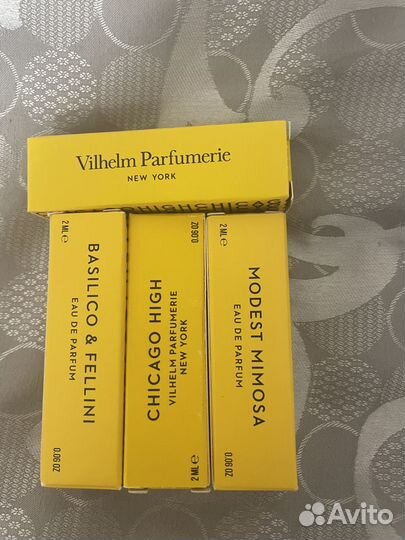 Vilhelm Parfumerie
NEW YORK
2 ML e
BASILICO & FELLINI
EAU DE PARFUM
0.06 OZ
0.06 OZ
CHICAGO HIGH
VILHELM PARFUMERIE
NEW YORK
2 ML e
2 ML e
MODEST MIMOSA
EAU DE PARFUM
0.06 OZ
Avito